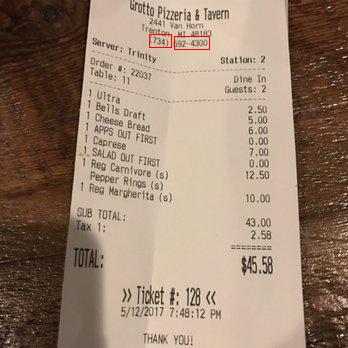 Grotto Pizzeria & Tavern
2441 Van Horn
Trenton, MI 48183
(734) 692-4300
Server: Trinity
Station: 2
Order #: 22037
Dine In
Table: 11
Guests: 2
1 Ultra 2.50
1 Bells Draft 5.00
1 Cheese Bread 6.00
1 APPS OUT FIRST 0.00
1 Caprese 7.00
1 SALAD OUT FIRST 0.00
1 Reg Carnivore (s) 12.50
Pepper Rings (s)
1 Reg Margherita (s) 10.00
SUB TOTAL: 43.00
Tax 1: 2.58
========
TOTAL: $45.58
>> Ticket #: 128 <<
5/12/2017 7:48:12 PM
THANK YOU!